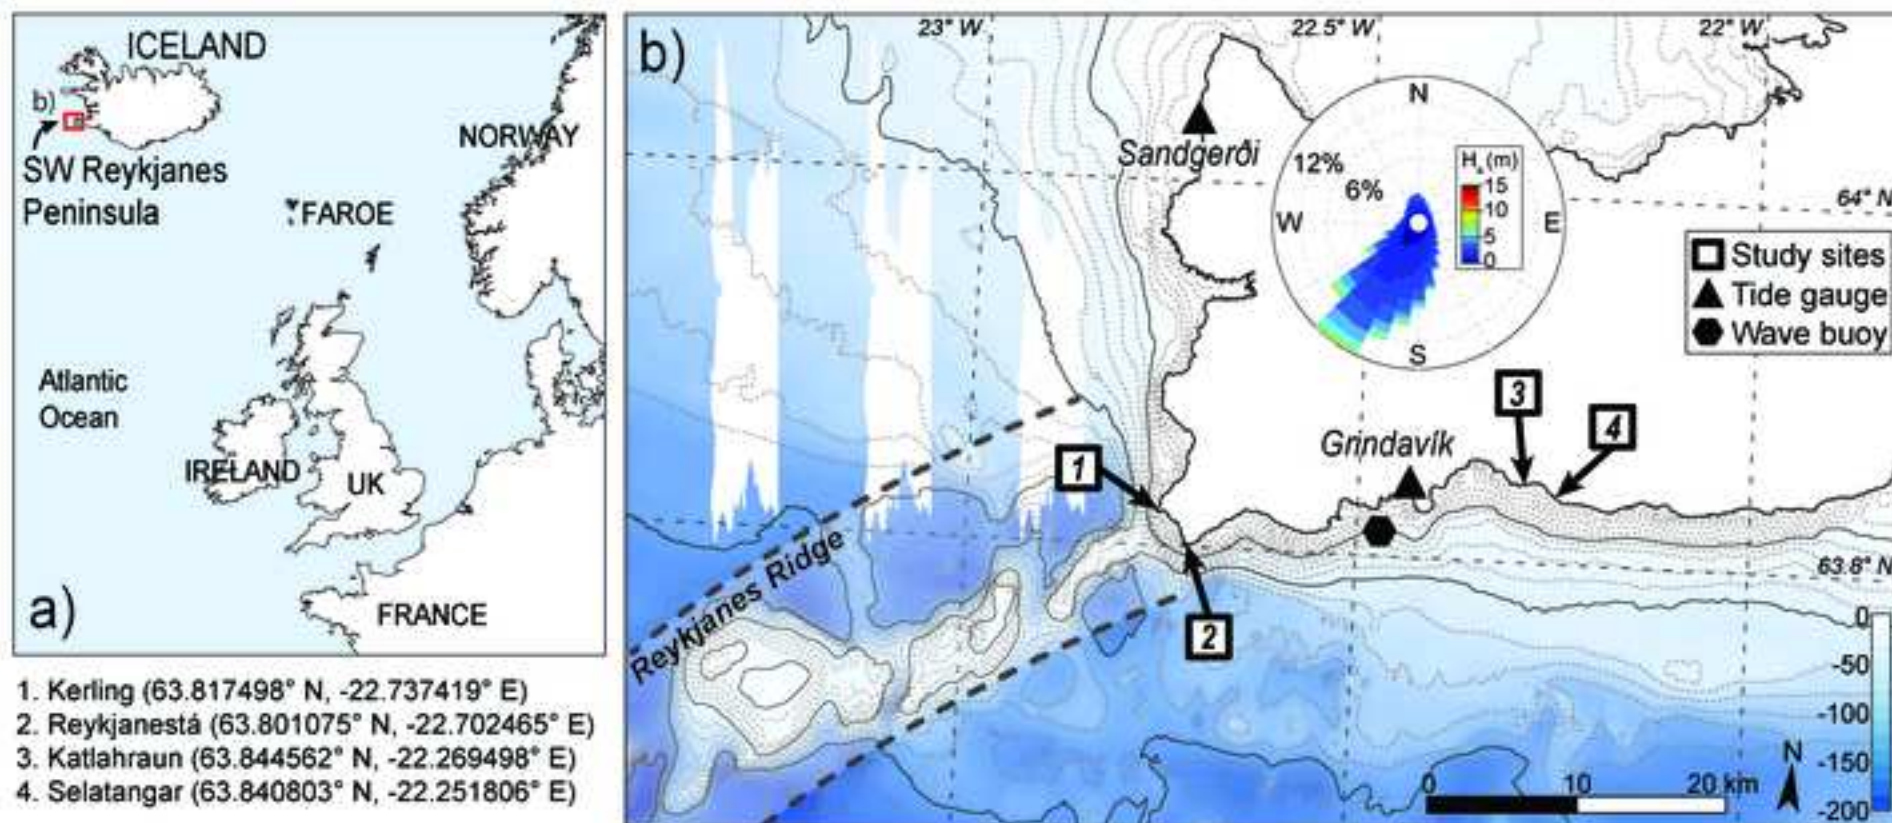 ICELAND
b)
SW Reykjanes
Peninsula
NORWAY
FAROE
Atlantic
Ocean
IRELAND
UK
FRANCE
a)
1. Kerling (63.817498° N, -22.737419° E)
2. Reykjanestá (63.801075° N, -22.702465° E)
3. Katlahraun (63.844562° N, -22.269498° E)
4. Selatangar (63.840803° N, -22.251806° E)
b)
23° W
22.5° W
22° W
Sandgerði
N
12%
6%
W
E
S
Hs (m)
15
10
5
0
64° N
Study sites
Tide gauge
Wave buoy
3
4
Grindavík
1
2
Reykjanes Ridge
63.8° N
0
-50
-100
-150
-200
N
0
10
20 km